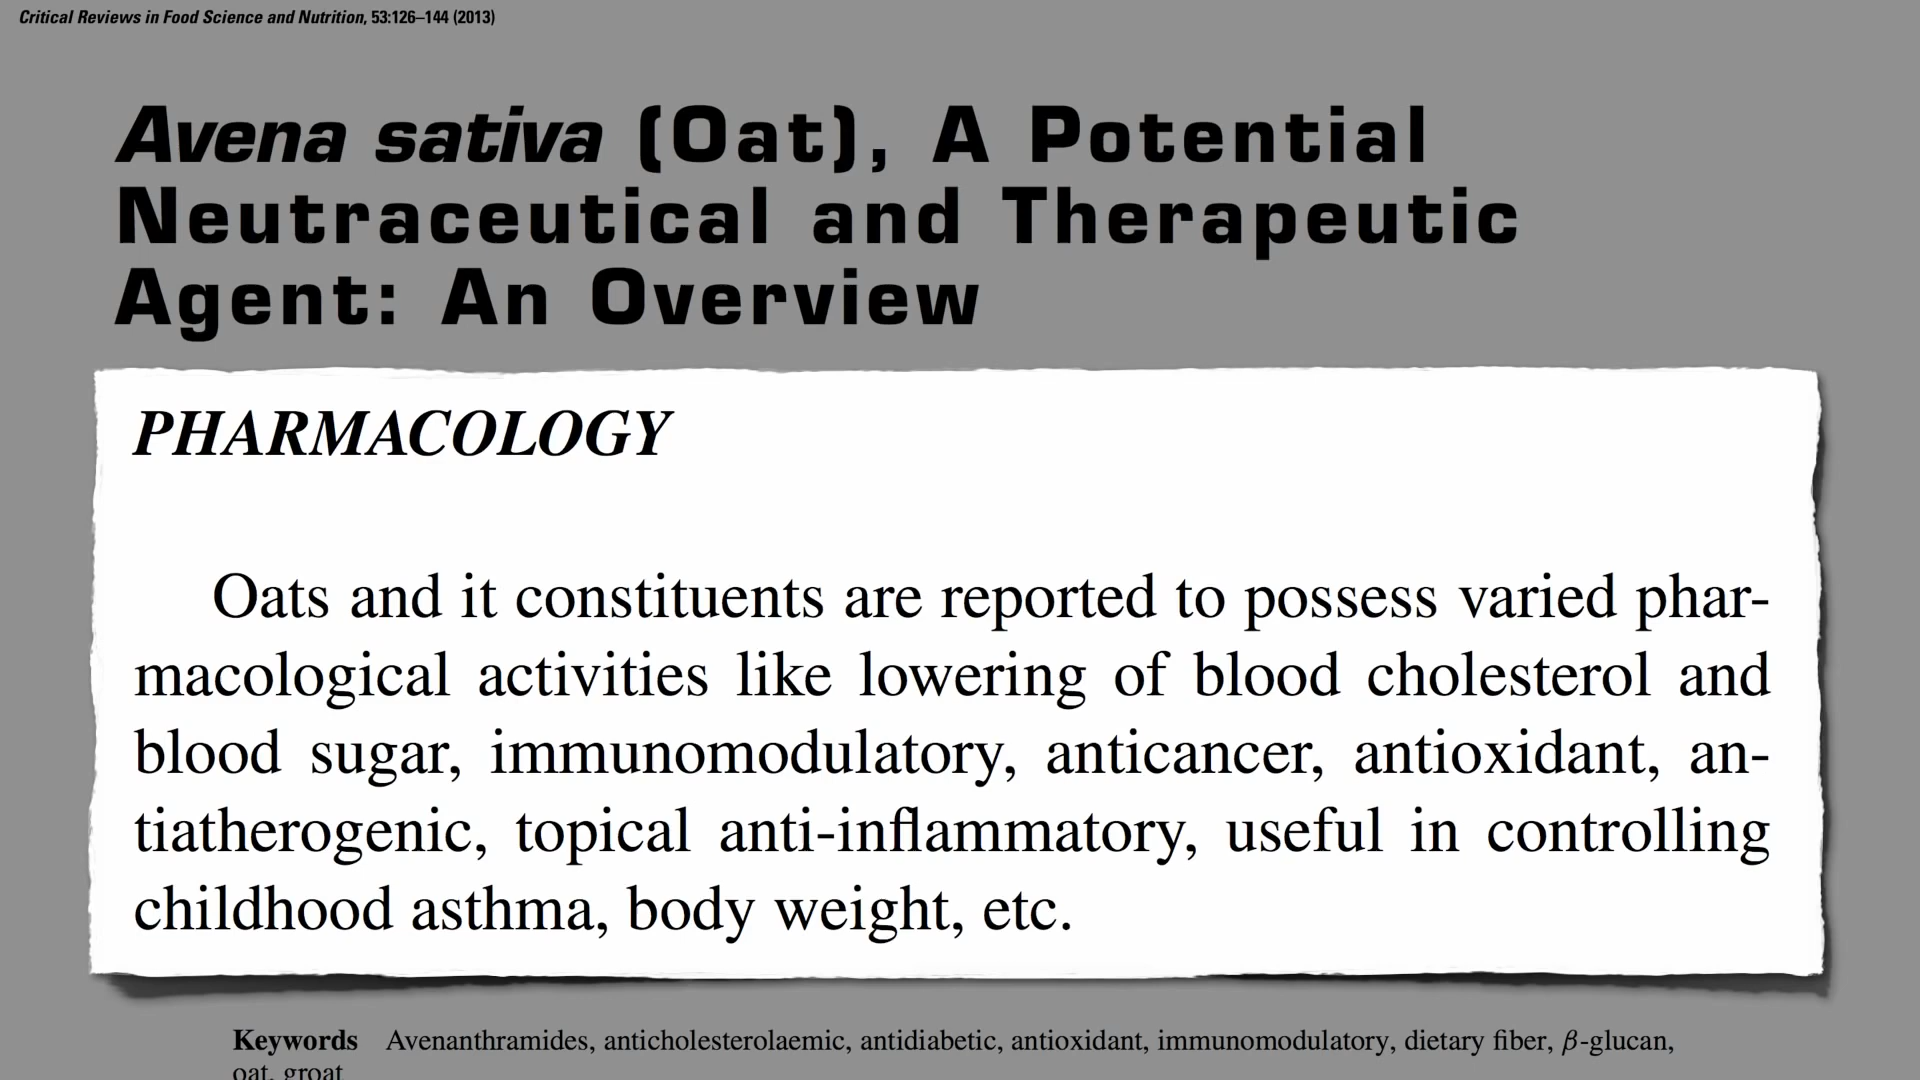 Critical Reviews in Food Science and Nutrition, 53:126–144 (2013)
Avena sativa (Oat), A Potential
Neutraceutical and Therapeutic
Agent: An Overview
PHARMACOLOGY
Oats and it constituents are reported to possess varied phar-
macological activities like lowering of blood cholesterol and
blood sugar, immunomodulatory, anticancer, antioxidant, an-
tiatherogenic, topical anti-inflammatory, useful in controlling
childhood asthma, body weight, etc.
Keywords Avenanthramides, anticholesterolaemic, antidiabetic, antioxidant, immunomodulatory, dietary fiber, β-glucan,
oat, groat